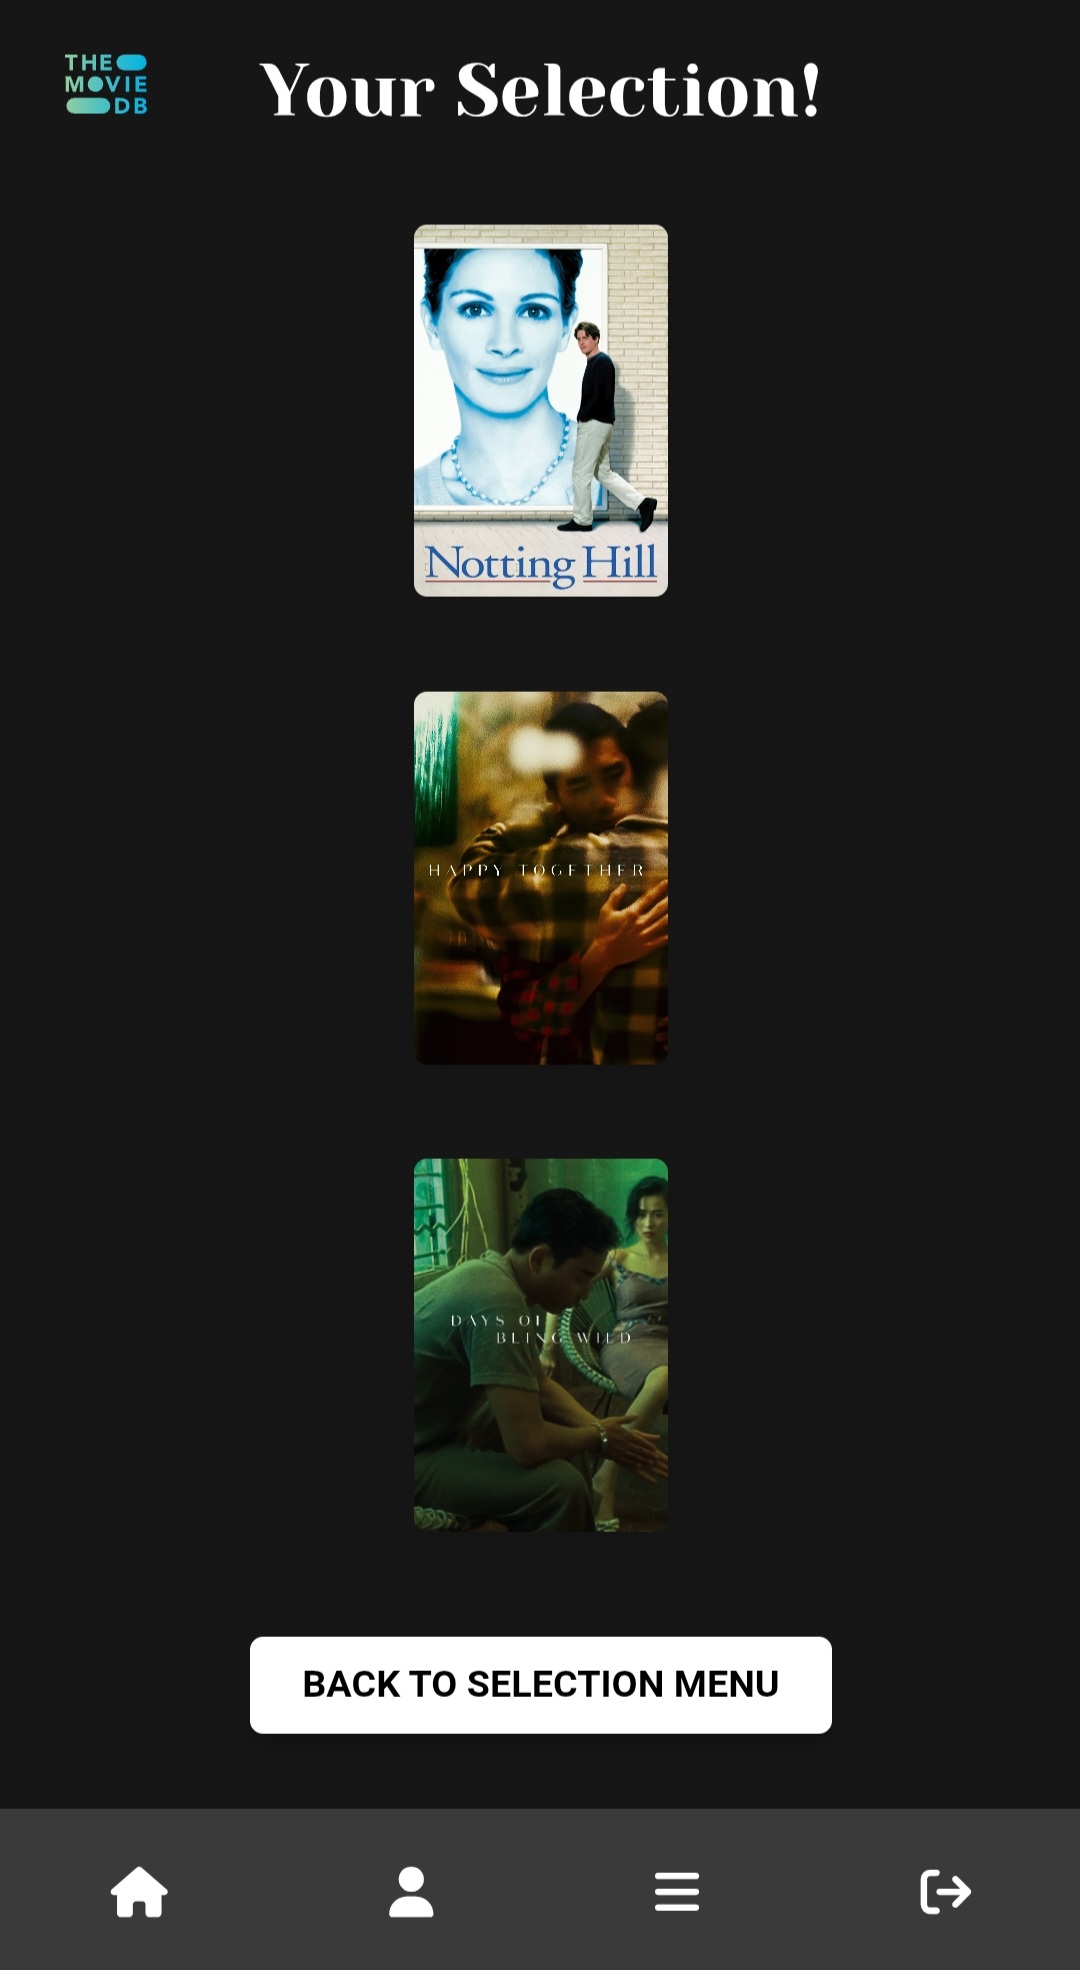 THE
MOVIE
DB
Your Selection!
Notting Hill
HAPPY TOGETHER
DAYS OF
BEING WILD
BACK TO SELECTION MENU